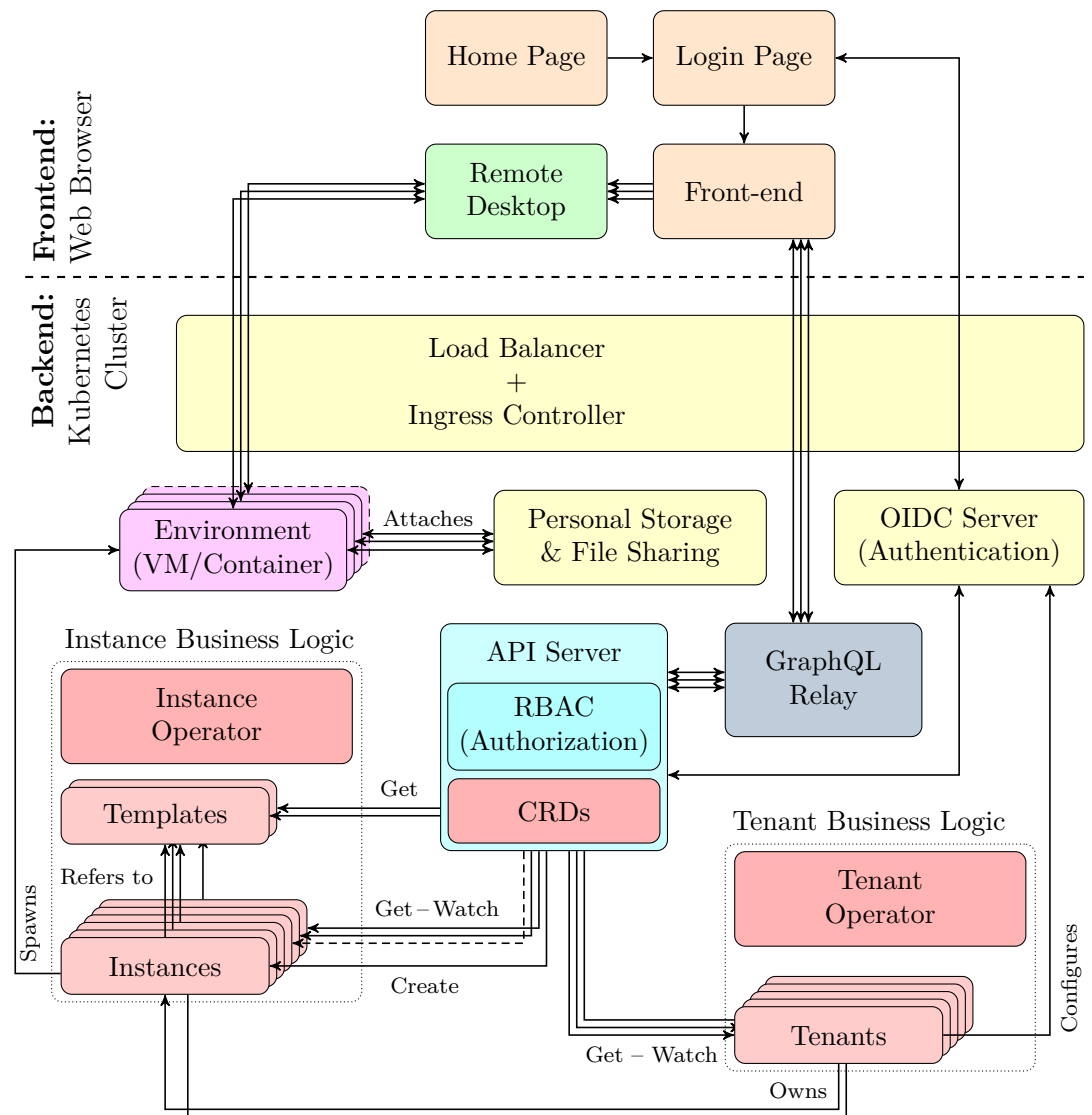 Home Page
Login Page
Frontend:
Web Browser
Remote
Desktop
Front-end
Backend:
Kubernetes
Cluster
Load Balancer
+
Ingress Controller
Environment
(VM/Container)
Attaches
Personal Storage
& File Sharing
OIDC Server
(Authentication)
Instance Business Logic
Instance
Operator
API Server
RBAC
(Authorization)
CRDs
GraphQL
Relay
Templates
Get
Refers to
Spawns
Instances
Get – Watch
Create
Tenant Business Logic
Tenant
Operator
Configures
Tenants
Get – Watch
Owns